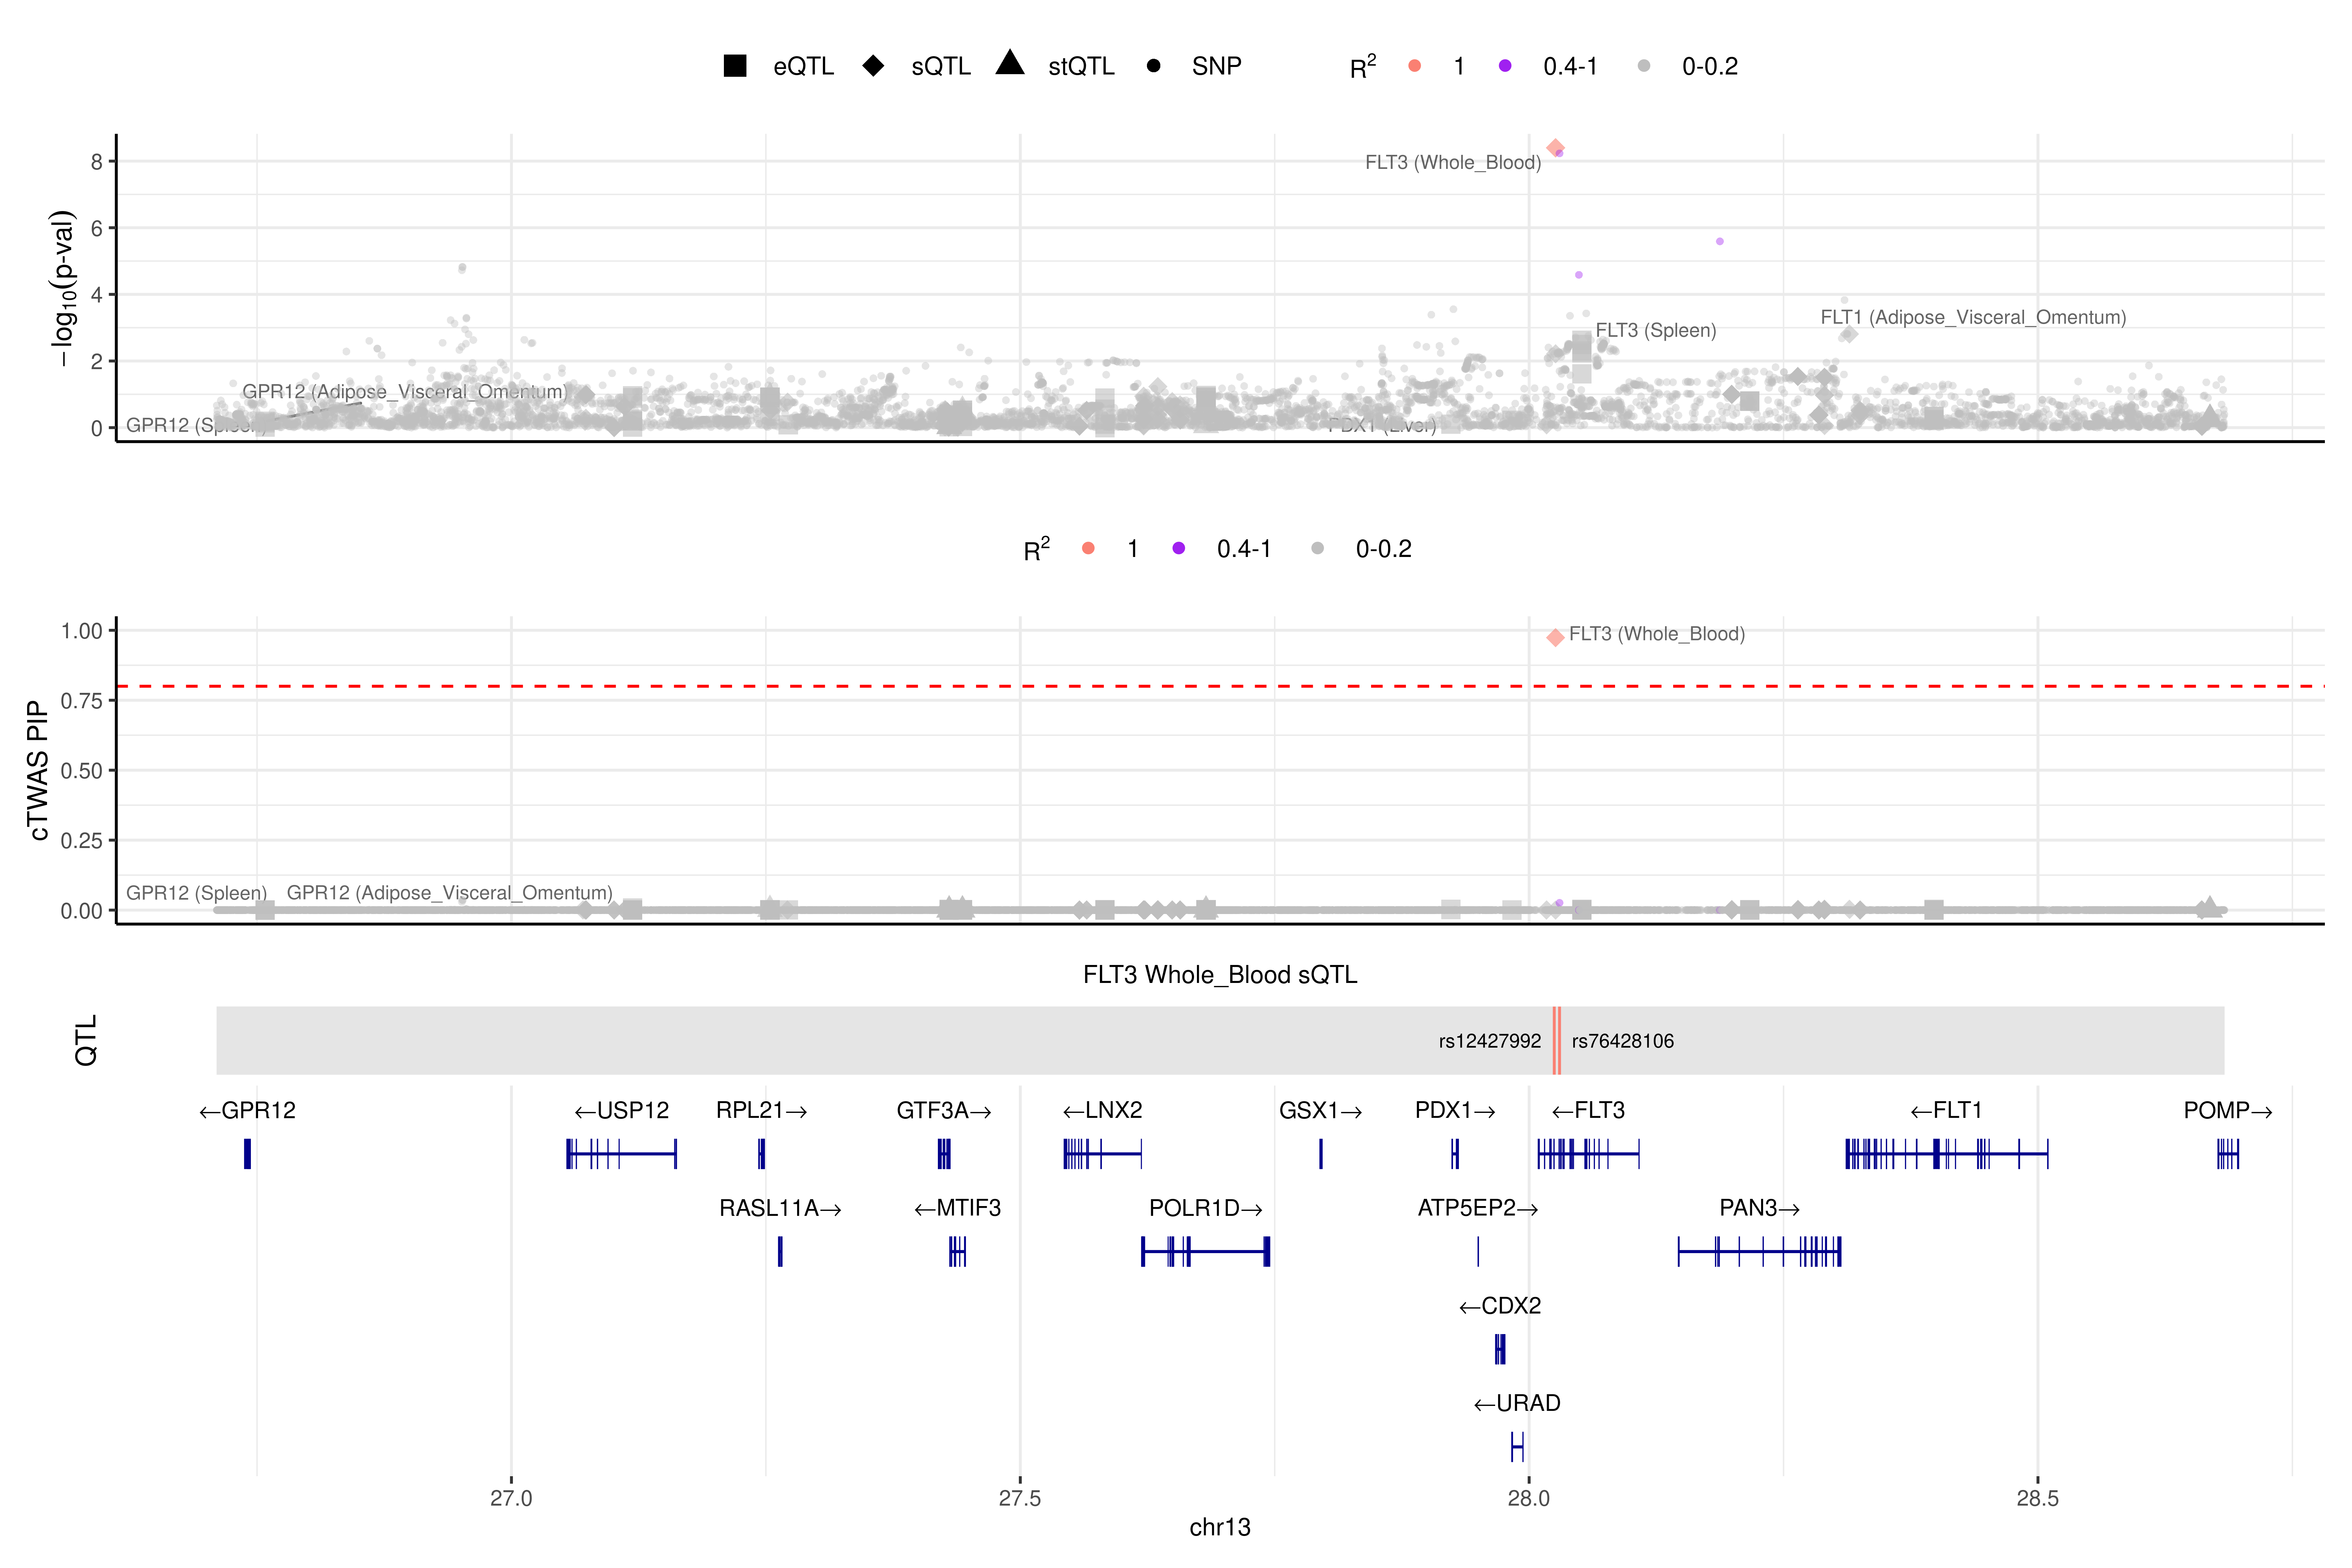 eQTL sQTL stQTL SNP R2 1 0.4-1 0-0.2
−log10(p-val)
8
6
4
2
0
FLT3 (Whole_Blood)
FLT3 (Spleen)
FLT1 (Adipose_Visceral_Omentum)
GPR12 (Adipose_Visceral_Omentum)
GPR12 (Spleen)
PDX1 (Liver)
R2 1 0.4-1 0-0.2
cTWAS PIP
1.00
0.75
0.50
0.25
0.00
FLT3 (Whole_Blood)
GPR12 (Spleen) GPR12 (Adipose_Visceral_Omentum)
FLT3 Whole_Blood sQTL
QTL
rs12427992 rs76428106
←GPR12 ←USP12 RPL21→ GTF3A→ ←LNX2 GSX1→ PDX1→ ←FLT3 ←FLT1 POMP→
RASL11A→ ←MTIF3 POLR1D→ ATP5EP2→ PAN3→
←CDX2
←URAD
27.0 27.5 28.0 28.5
chr13